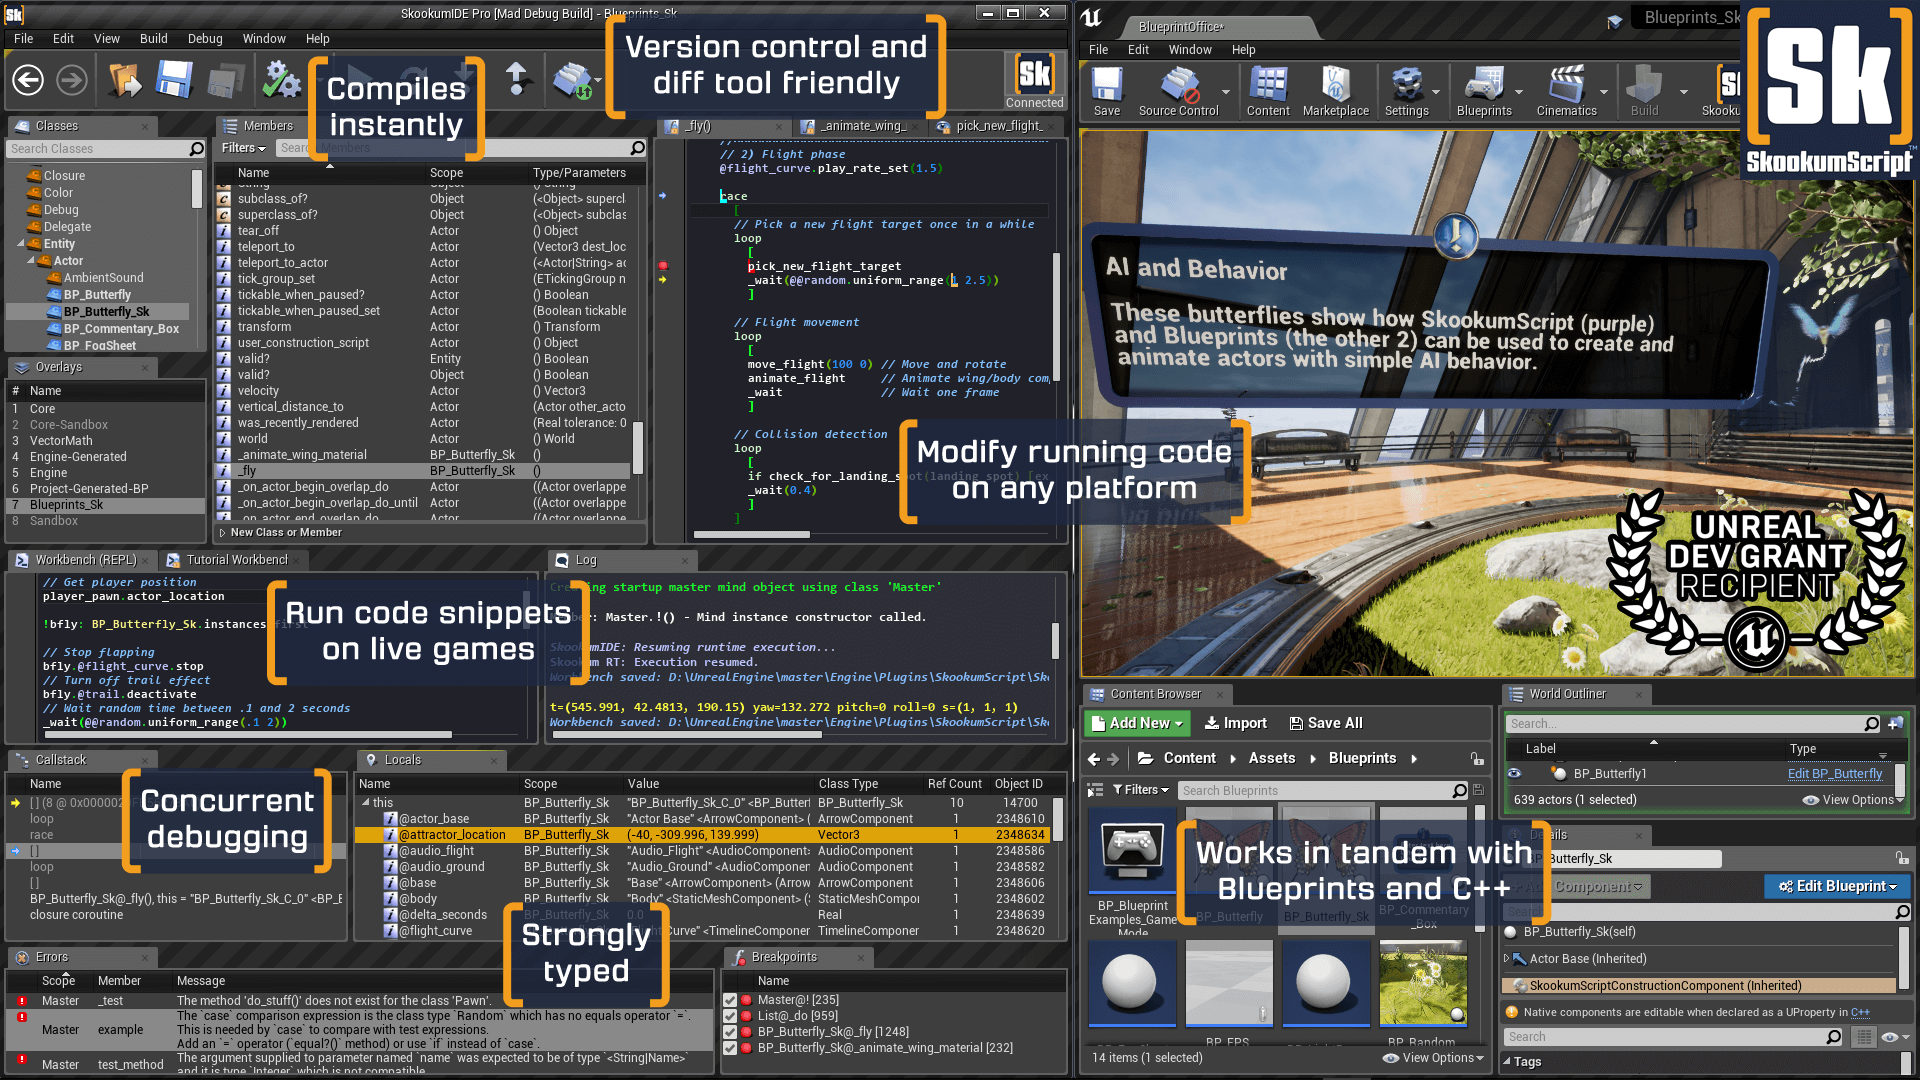 SkookumIDE Pro [Mad Debug Build] - Blueprints_Sk
File Edit View Build Debug Window Help
Compiles
instantly
Version control and
diff tool friendly
Sk
Connected
Classes
Search Classes
Closure
Color
Debug
Delegate
Entity
Actor
AmbientSound
BP_Butterfly
BP_Butterfly_Sk
BP_Commentary_Box
BP_FogSheet
Overlays
# Name
1 Core
2 Core-Sandbox
3 VectorMath
4 Engine-Generated
5 Engine
6 Project-Generated-BP
7 Blueprints_Sk
8 Sandbox
Members
Filters
Name Scope Type/Parameters
String Object () String
subclass_of? Object (<Object> supercl
superclass_of? Object (<Object> subclas
tear_off Actor () Object
teleport_to Actor (Vector3 dest_loc
teleport_to_actor Actor (<Actor|String> ac
tick_group_set Actor (ETickingGroup n
tickable_when_paused? Actor () Boolean
tickable_when_paused_set Actor (Boolean tickable
transform Actor () Transform
user_construction_script Actor () Object
valid? Entity () Boolean
valid? Object () Boolean
velocity Actor () Vector3
vertical_distance_to Actor (Actor other_acto
was_recently_rendered Actor (Real tolerance: 0
world Actor () World
_animate_wing_material BP_Butterfly_Sk ()
_fly BP_Butterfly_Sk ()
_on_actor_begin_overlap_do Actor ((Actor overlappe
_on_actor_begin_overlap_do_until Actor ((Actor overlappe
_on_actor_end_overlap_do Actor ((Actor overlappe
New Class or Member
_fly() _animate_wing_ pick_new_flight_
// 2) Flight phase
@flight_curve.play_rate_set(1.5)
race
[
// Pick a new flight target once in a while
loop
[
pick_new_flight_target
_wait(@@random.uniform_range(1 2.5))
]
// Flight movement
loop
[
move_flight(100 0) // Move and rotate
animate_flight // Animate wing/body com
_wait // Wait one frame
]
// Collision detection
loop
[
if check_for_landing_spot(landing_spot) [ex
_wait(0.4)
]
]
Modify running code
on any platform
Workbench (REPL) Tutorial Workbench
// Get player position
player_pawn.actor_location
!bfly: BP_Butterfly_Sk.instances.first
// Stop flapping
bfly.@flight_curve.stop
// Turn off trail effect
bfly.@trail.deactivate
// Wait random time between .1 and 2 seconds
_wait(@@random.uniform_range(.1 2))
Run code snippets
on live games
Log
Creating startup master mind object using class 'Master'
Master.!() - Mind instance constructor called.
SkookumIDE: Resuming runtime execution...
Skookum RT: Execution resumed.
Workbench saved: D:\UnrealEngine\master\Engine\Plugins\SkookumScript\Sk
t=(545.991, 42.4813, 190.15) yaw=132.272 pitch=0 roll=0 s=(1, 1, 1)
Workbench saved: D:\UnrealEngine\master\Engine\Plugins\SkookumScript\Sk
Callstack
Name
[] (8 @ 0x000002
loop
race
[]
loop
[]
BP_Butterfly_Sk@_fly(), this = "BP_Butterfly_Sk_C_0" <BP_E
closure coroutine
Concurrent
debugging
Locals
Name Scope Value Class Type Ref Count Object ID
this BP_Butterfly_Sk "BP_Butterfly_Sk_C_0" <BP_Butterf BP_Butterfly_Sk 10 14700
@actor_base BP_Butterfly_Sk "Actor Base" <ArrowComponent> ( ArrowComponent 1 2348610
@attractor_location BP_Butterfly_Sk (-40, -309.996, 139.999) Vector3 1 2348634
@audio_flight BP_Butterfly_Sk "Audio_Flight" <AudioComponent> AudioComponent 1 2348586
@audio_ground BP_Butterfly_Sk "Audio_Ground" <AudioComponen AudioComponent 1 2348582
@base BP_Butterfly_Sk "Base" <ArrowComponent> (Arrow ArrowComponent 1 2348606
@body BP_Butterfly_Sk "Body" <StaticMeshComponent> (S StaticMeshComponent 1 2348602
@delta_seconds BP_Butterfly_Sk 0.0 Real 1 2348639
@flight_curve Curve" <TimelineComponer TimelineComponent 1 2348620
Strongly
typed
Errors
Scope Member Message
Master _test The method 'do_stuff()' does not exist for the class 'Pawn'.
Master example The `case` comparison expression is the class type `Random` which has no equals operator `=`.
This is needed by `case` to compare with test expressions.
Add an `=` operator (`equal?()` method) or use `if` instead of `case`.
Master test_method The argument supplied to parameter named `name` was expected to be of type `<String|Name>`
and it is type `Integer` which is not compatible.
Breakpoints
Name
Master@! [235]
List@_do [959]
BP_Butterfly_Sk@_fly [1248]
BP_Butterfly_Sk@_animate_wing_material [232]
BlueprintOffice*
Blueprints_Sk
File Edit Window Help
Save Source Control Content Marketplace Settings Blueprints Cinematics Build Skooku
Sk
SkookumScript™
AI and Behavior
These butterflies show how SkookumScript (purple)
and Blueprints (the other 2) can be used to create and
animate actors with simple AI behavior.
UNREAL
DEV GRANT
RECIPIENT
Content Browser
Add New Import Save All
Content Assets Blueprints
Filters Search Blueprints
BP_Blueprint
Examples_Game
Mode
BP_Butterfly
BP_Butterfly_Sk
BP_Commentary
_Box
BP_FPS
BP_Random
14 items (1 selected) View Options
Works in tandem with
Blueprints and C++
World Outliner
Search...
Label Type
BP_Butterfly1 Edit BP_Butterfly
639 actors (1 selected) View Options
Details
BP_Butterfly_Sk
Add Component Edit Blueprint
Search
BP_Butterfly_Sk(self)
Actor Base (Inherited)
SkookumScriptConstructionComponent (Inherited)
Native components are editable when declared as a UProperty in C++
Search
Tags